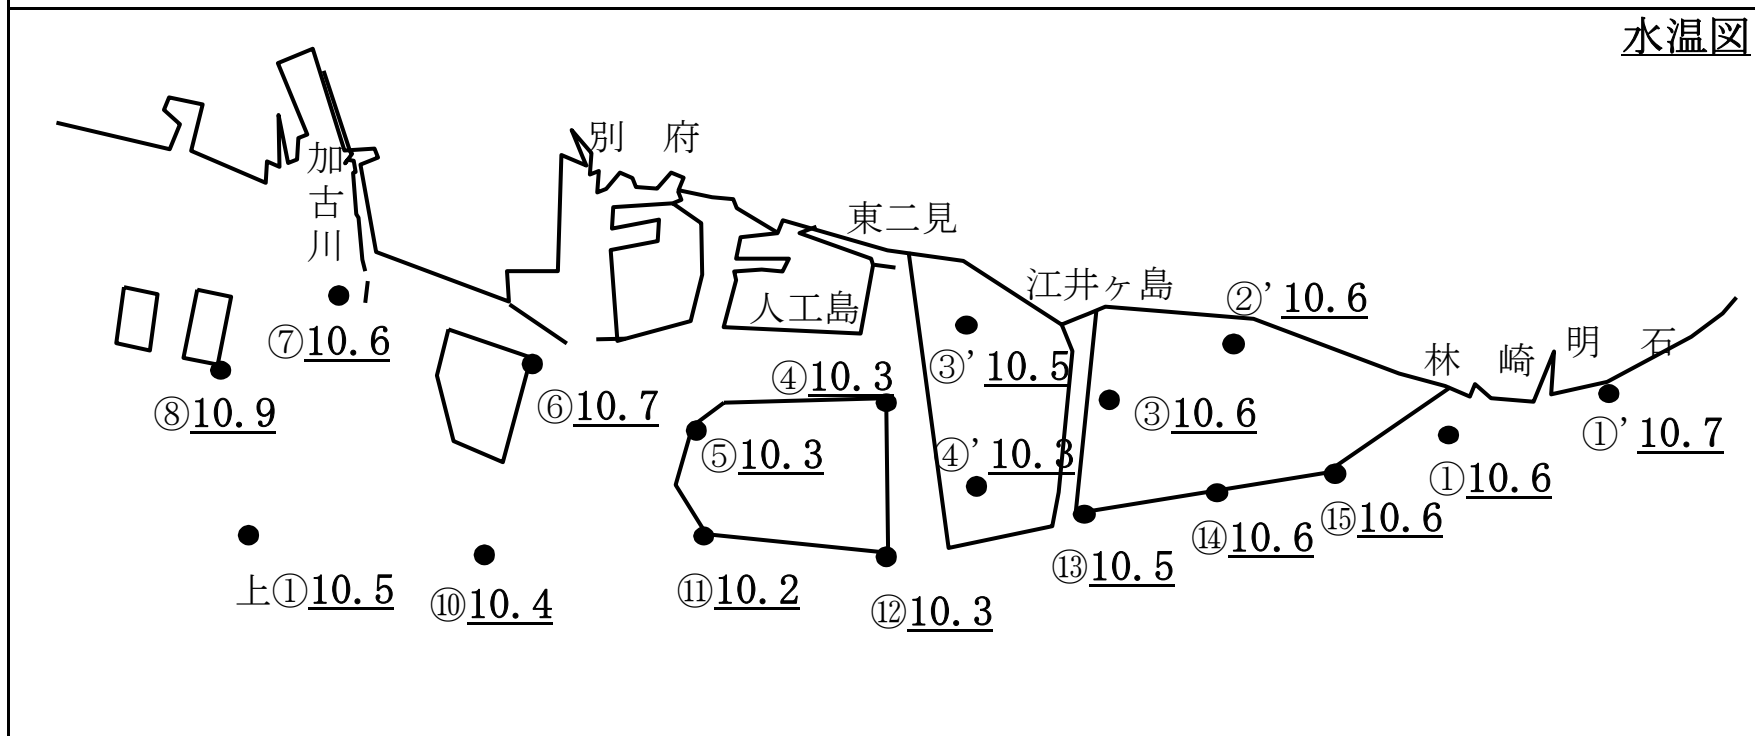 水温図
別 府
加古川
東二見
江井ヶ島
②' 10.6
人工島
⑦10.6
③' 10.5
林 崎
明 石
④10.3
⑧10.9
⑥10.7
③10.6
①' 10.7
⑤10.3
④' 10.3
①10.6
⑭10.6
⑮10.6
⑬10.5
上①10.5
⑩10.4
⑪10.2
⑫10.3